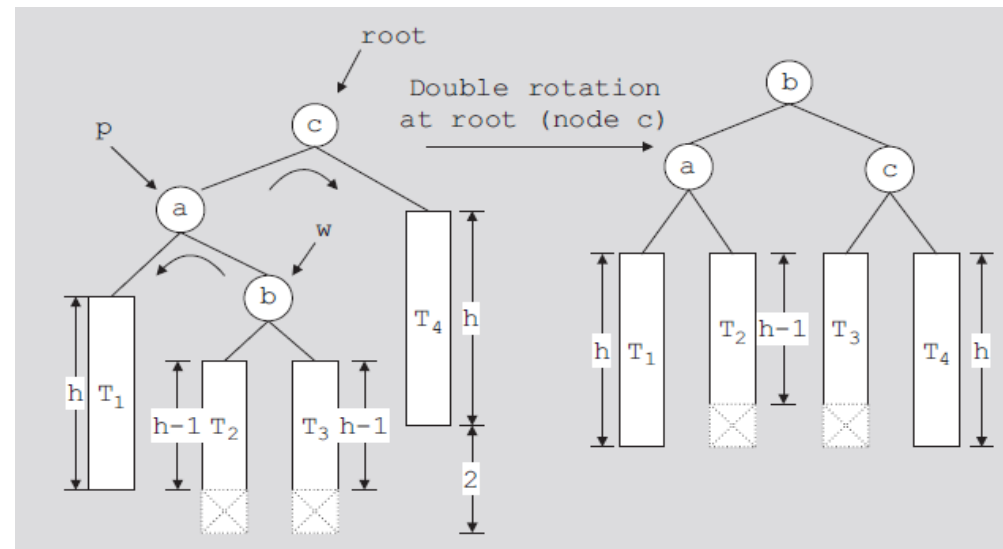 root
Double rotation
at root (node c)
p
c
a
w
b
T4
h
h
T1
h-1
T2
T3
h-1
2
b
a
c
h
T1
T2
h-1
T3
T4
h